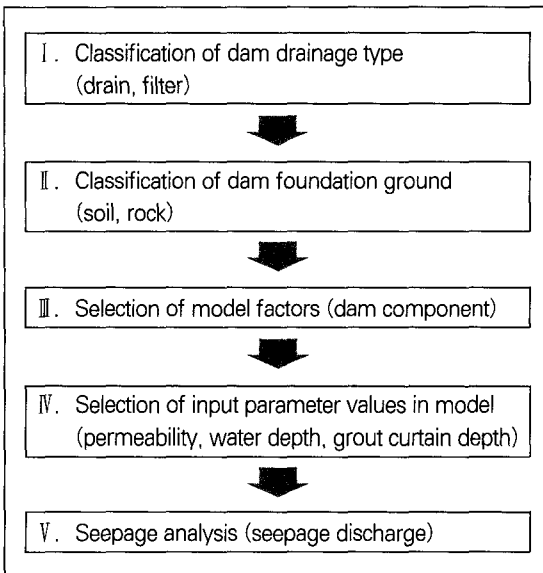 Ⅰ. Classification of dam drainage type
(drain, filter)
Ⅱ. Classification of dam foundation ground
(soil, rock)
Ⅲ. Selection of model factors (dam component)
Ⅳ. Selection of input parameter values in model
(permeability, water depth, grout curtain depth)
Ⅴ. Seepage analysis (seepage discharge)